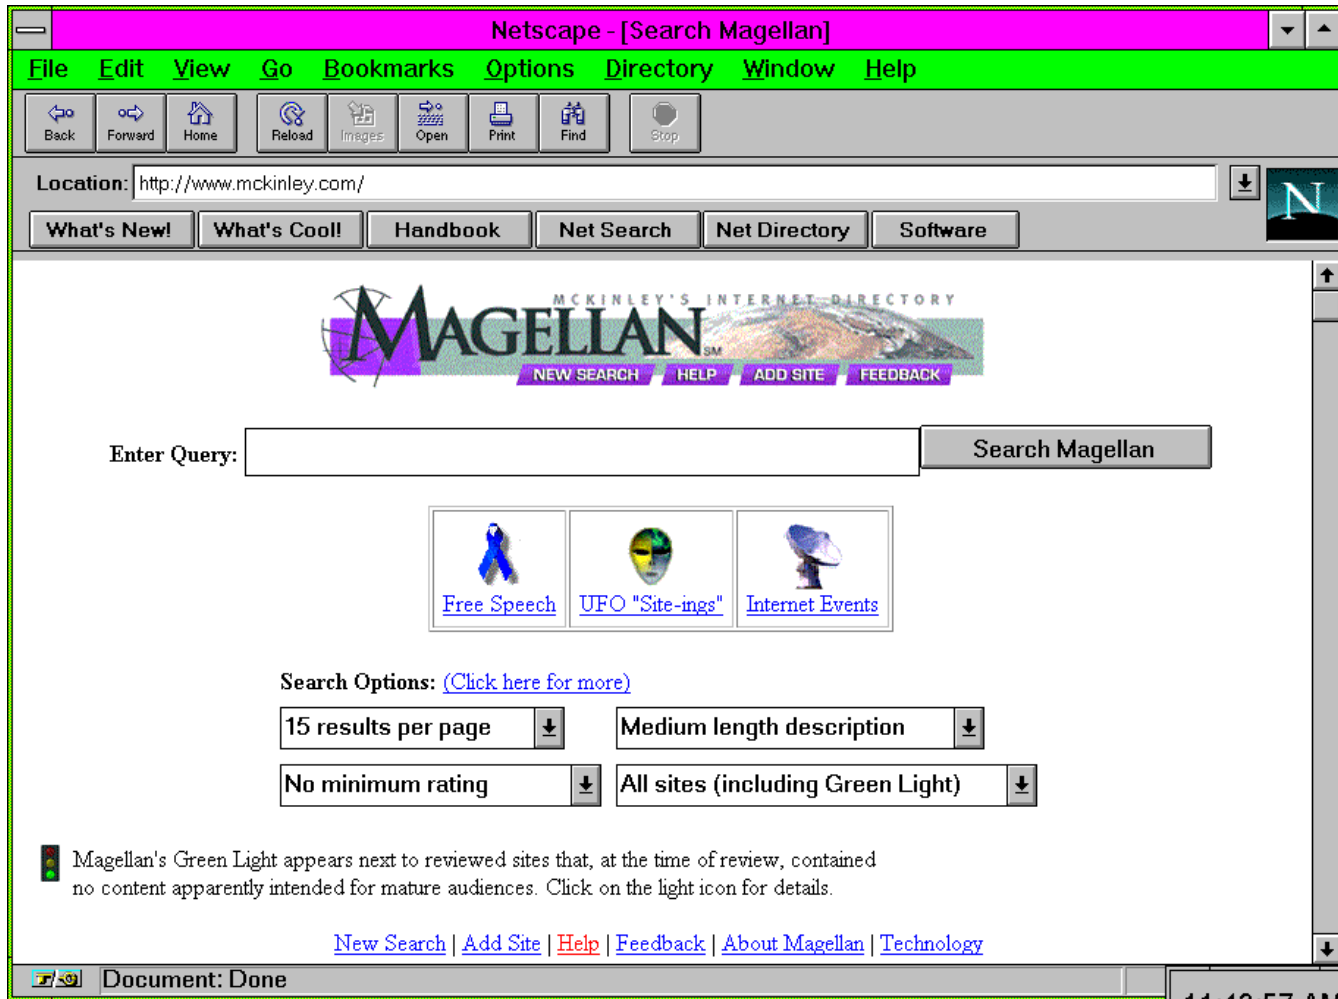 Netscape - [Search Magellan]
File Edit View Go Bookmarks Options Directory Window Help
Back Forward Home Reload Images Open Print Find Stop
Location: http://www.mckinley.com/
N
What's New! What's Cool! Handbook Net Search Net Directory Software
MCKINLEY'S INTERNET DIRECTORY
MAGELLAN SM
NEW SEARCH HELP ADD SITE FEEDBACK
Enter Query: Search Magellan
Free Speech UFO "Site-ings" Internet Events
Search Options: (Click here for more)
15 results per page Medium length description
No minimum rating All sites (including Green Light)
Magellan's Green Light appears next to reviewed sites that, at the time of review, contained
no content apparently intended for mature audiences. Click on the light icon for details.
New Search | Add Site | Help | Feedback | About Magellan | Technology
Document: Done